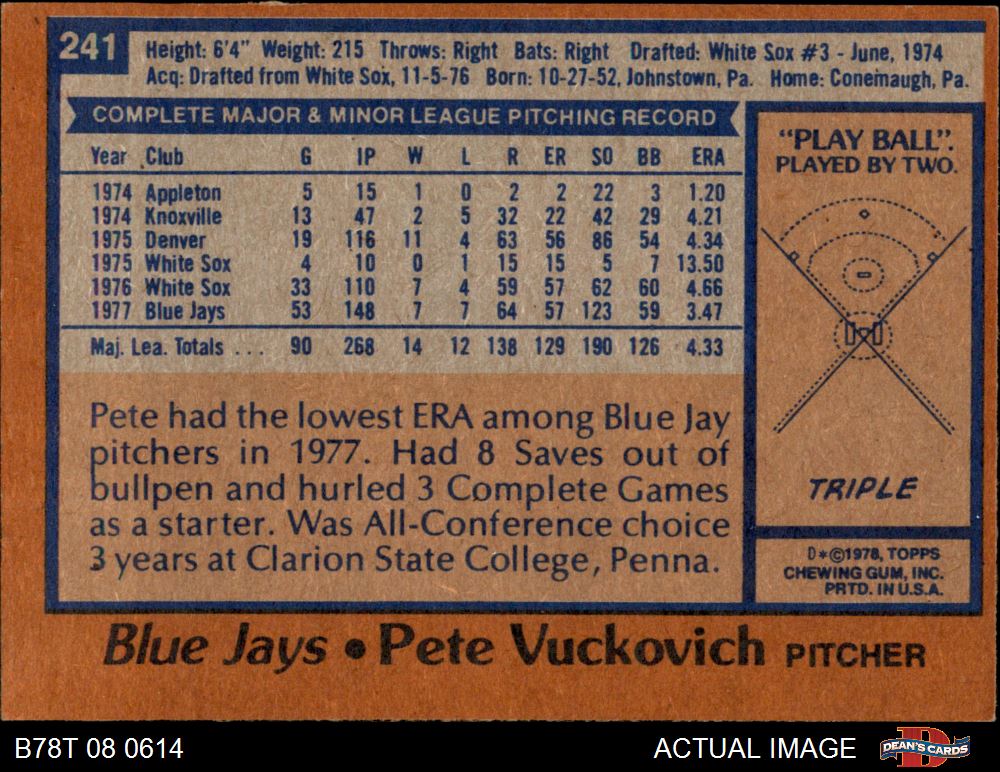 241
Height: 6'4" Weight: 215 Throws: Right Bats: Right Drafted: White Sox #3 - June, 1974
Acq: Drafted from White Sox, 11-5-76 Born: 10-27-52, Johnstown, Pa. Home: Conemaugh, Pa.
COMPLETE MAJOR & MINOR LEAGUE PITCHING RECORD
Year Club G IP W L R ER SO BB ERA
1974 Appleton 5 15 1 0 2 2 22 3 1.20
1974 Knoxville 13 47 2 5 32 22 42 29 4.21
1975 Denver 19 116 11 4 63 56 86 54 4.34
1975 White Sox 4 10 0 1 15 15 5 7 13.50
1976 White Sox 33 110 7 4 59 57 62 60 4.66
1977 Blue Jays 53 148 7 7 64 57 123 59 3.47
Maj. Lea. Totals ... 90 268 14 12 138 129 190 126 4.33
Pete had the lowest ERA among Blue Jay
pitchers in 1977. Had 8 Saves out of
bullpen and hurled 3 Complete Games
as a starter. Was All-Conference choice
3 years at Clarion State College, Penna.
"PLAY BALL":
PLAYED BY TWO.
TRIPLE
D*©1978, TOPPS
CHEWING GUM, INC.
PRTD. IN U.S.A.
Blue Jays • Pete Vuckovich PITCHER
B78T 08 0614
ACTUAL IMAGE
D
DEAN'S CARDS